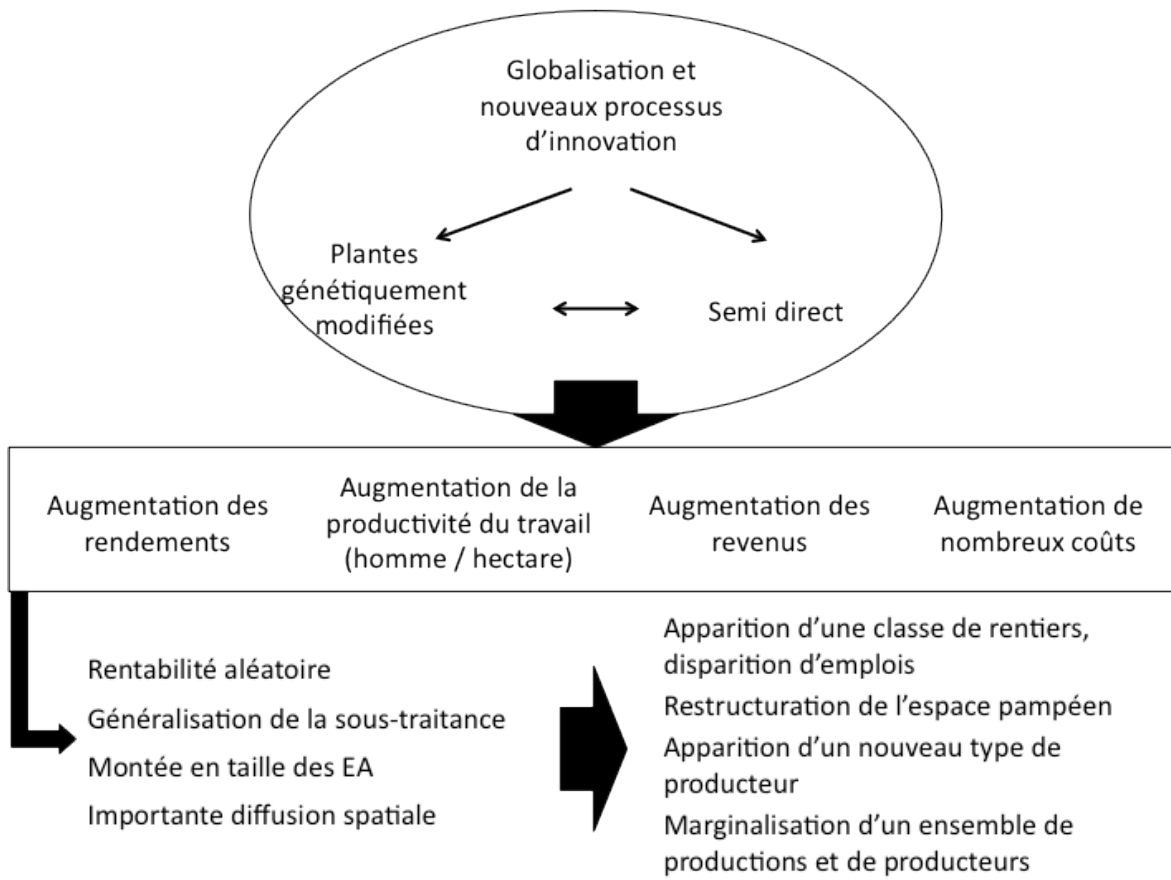 Globalisation et
nouveaux processus
d'innovation
Plantes
génétiquement
modifiées
Semi direct
Augmentation des
rendements
Augmentation de la
productivité du travail
(homme / hectare)
Augmentation des
revenus
Augmentation de
nombreux coûts
Rentabilité aléatoire
Généralisation de la sous-traitance
Montée en taille des EA
Importante diffusion spatiale
Apparition d'une classe de rentiers,
disparition d'emplois
Restructuration de l'espace pampéen
Apparition d'un nouveau type de
producteur
Marginalisation d'un ensemble de
productions et de producteurs